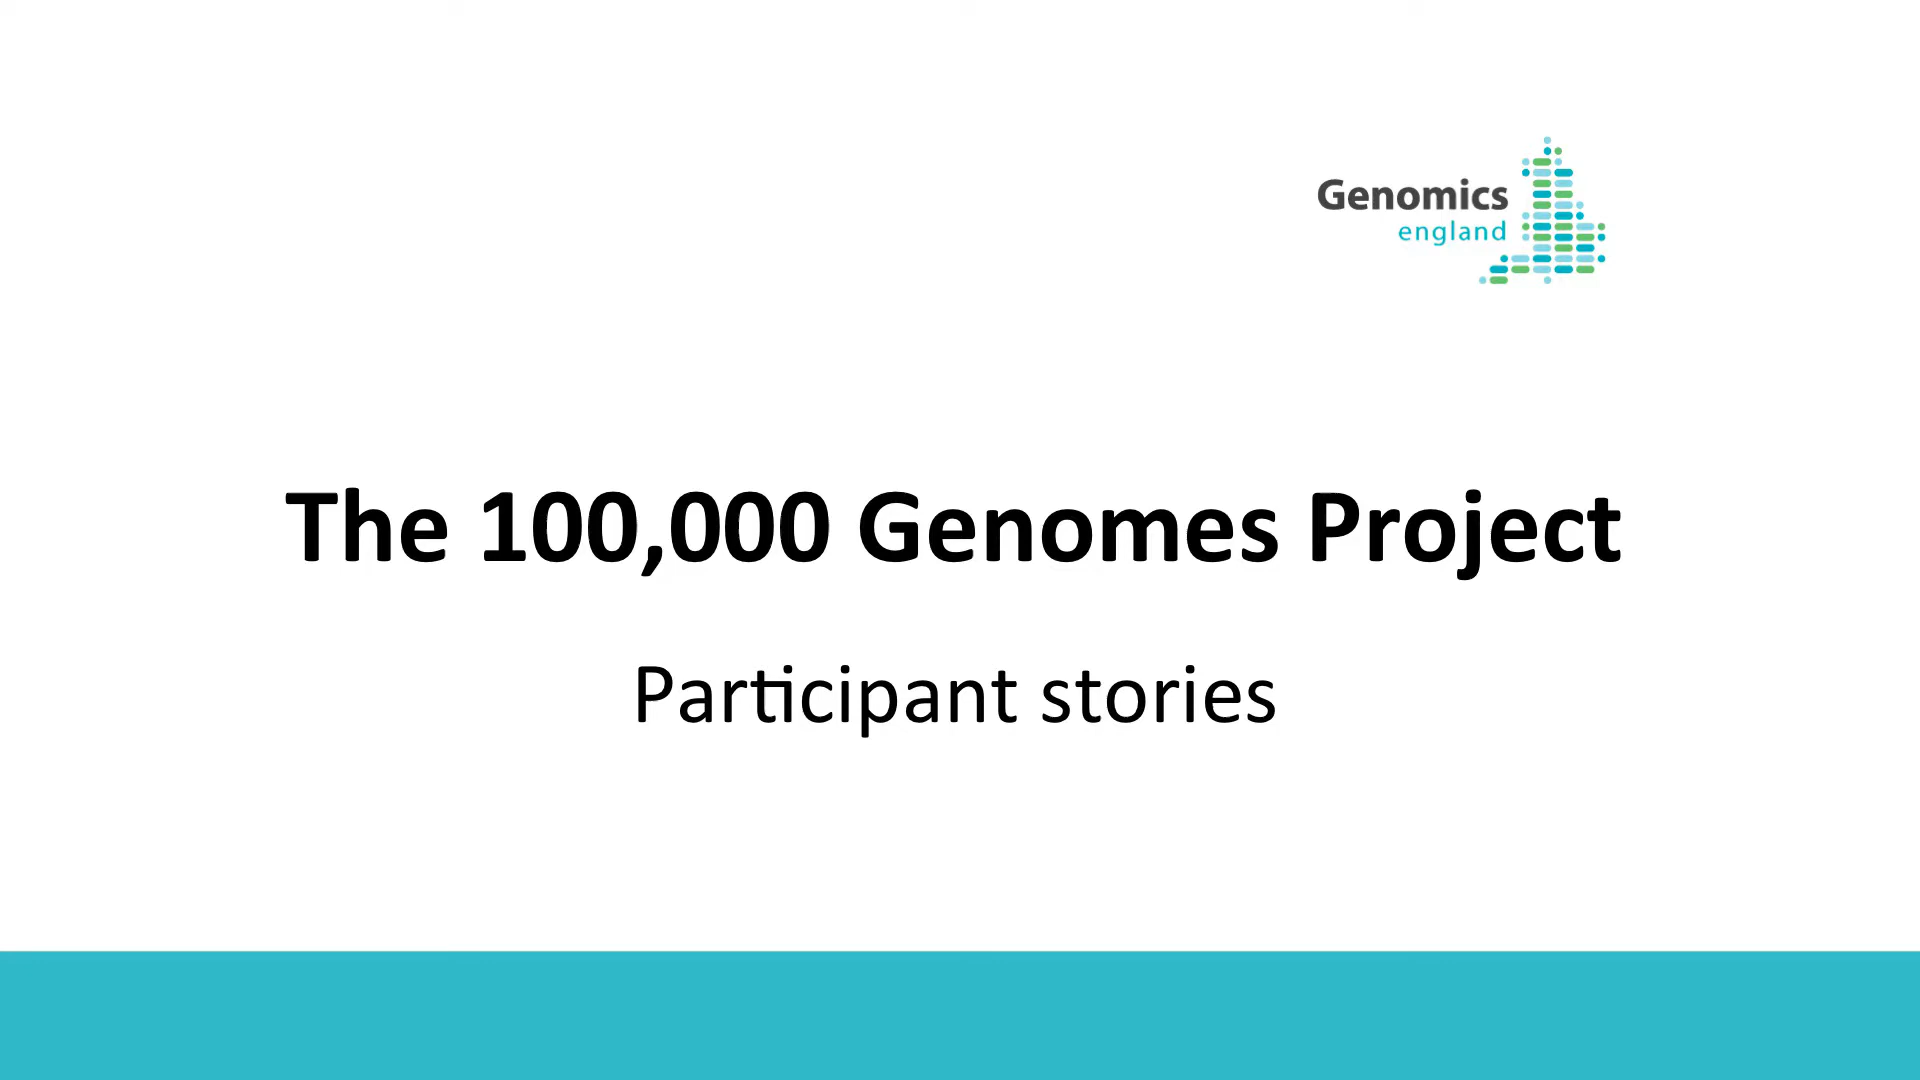 Genomics
england
The 100,000 Genomes Project
Participant stories